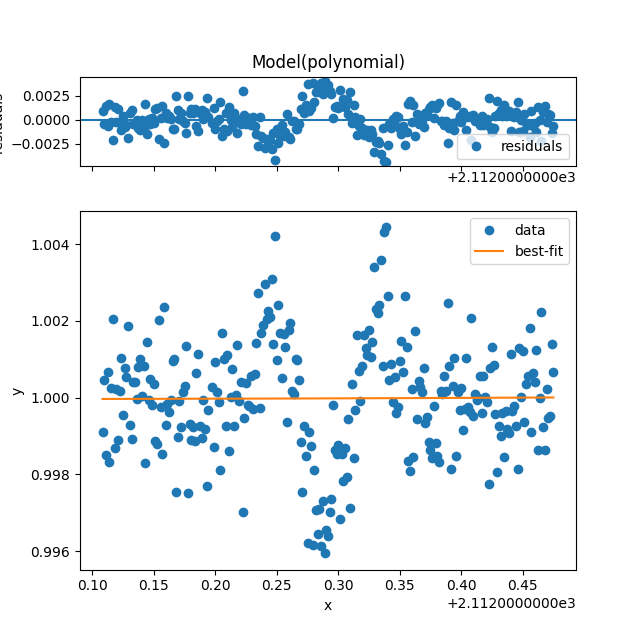 Model(polynomial)
0.0025
0.0000
−0.0025
residuals
+2.1120000000e3
1.004
1.002
1.000
0.998
0.996
y
data
best-fit
0.10 0.15 0.20 0.25 0.30 0.35 0.40 0.45
x
+2.1120000000e3